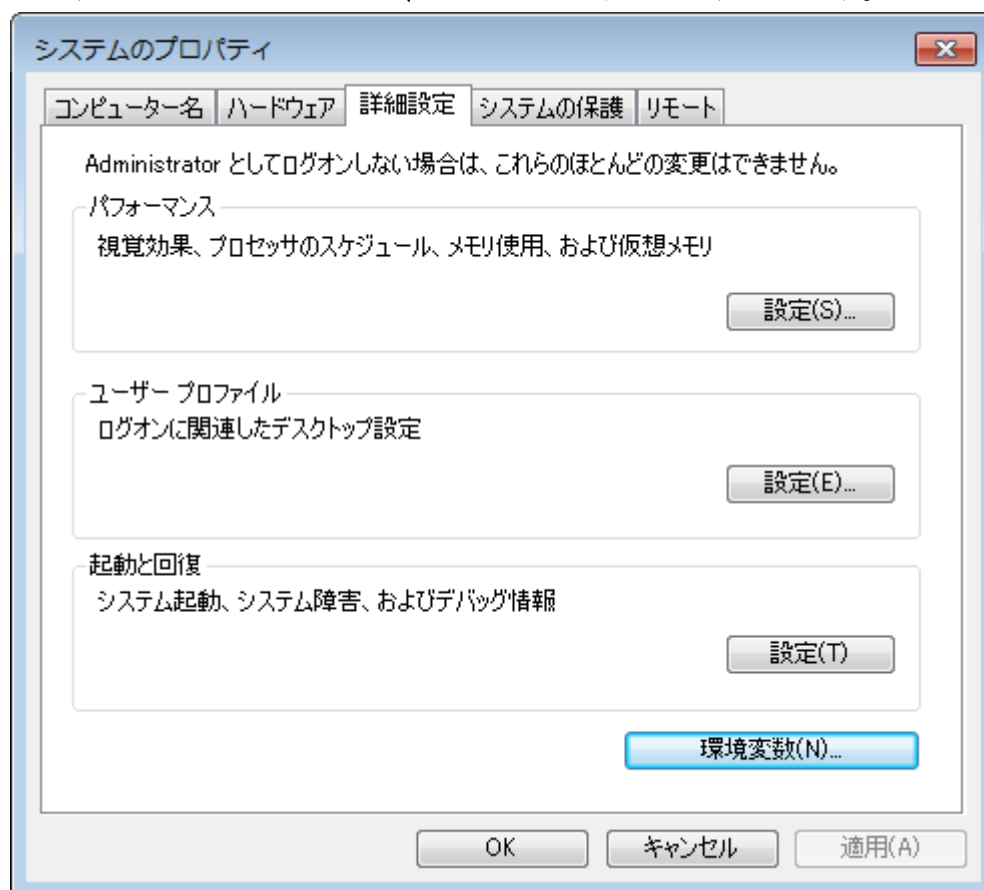 システムのプロパティ
コンピューター名 ハードウェア 詳細設定 システムの保護 リモート
Administrator としてログオンしない場合は、これらのほとんどの変更はできません。
パフォーマンス
視覚効果、プロセッサのスケジュール、メモリ使用、および仮想メモリ
設定(S)...
ユーザー プロファイル
ログオンに関連したデスクトップ設定
設定(E)...
起動と回復
システム起動、システム障害、およびデバッグ情報
設定(T)
環境変数(N)...
OK キャンセル 適用(A)